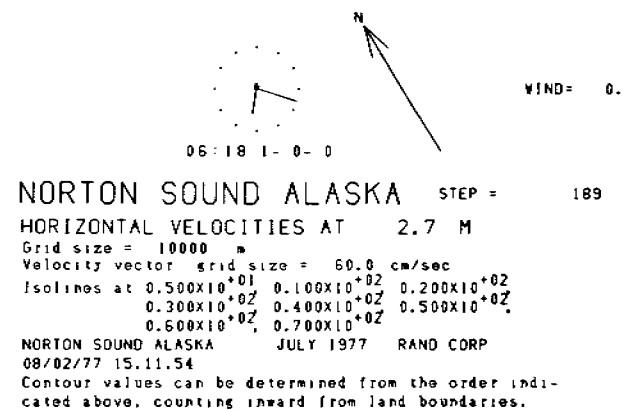 N
WIND= 0.
06:18 1- 0- 0
NORTON SOUND ALASKA STEP = 189
HORIZONTAL VELOCITIES AT 2.7 M
Grid size = 10000 m
Velocity vector grid size = 60.0 cm/sec
Isolines at 0.500X10+01, 0.100X10+02, 0.200X10+02,
0.300X10+02, 0.400X10+02, 0.500X10+02,
0.600X10+02, 0.700X10+02.
NORTON SOUND ALASKA JULY 1977 RAND CORP
08/02/77 15.11.54
Contour values can be determined from the order indi-
cated above, counting inward from land boundaries.